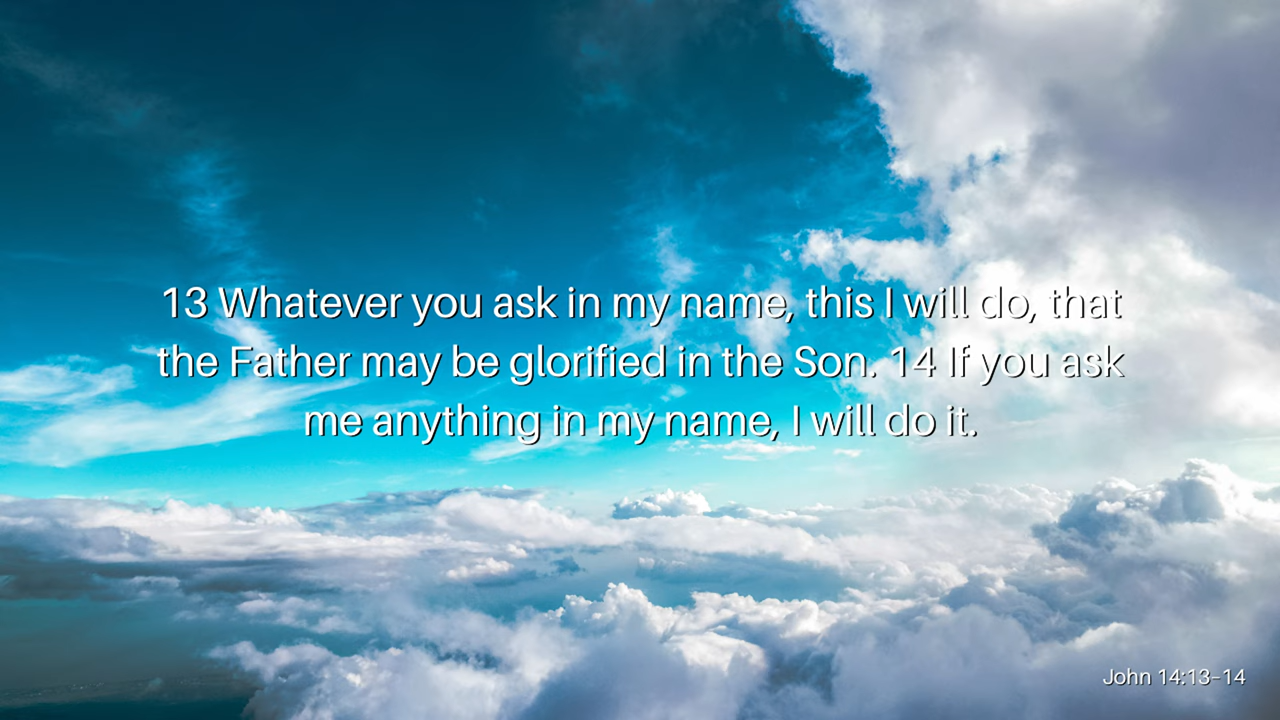 13 Whatever you ask in my name, this I will do, that
the Father may be glorified in the Son. 14 If you ask
me anything in my name, I will do it.
John 14:13–14